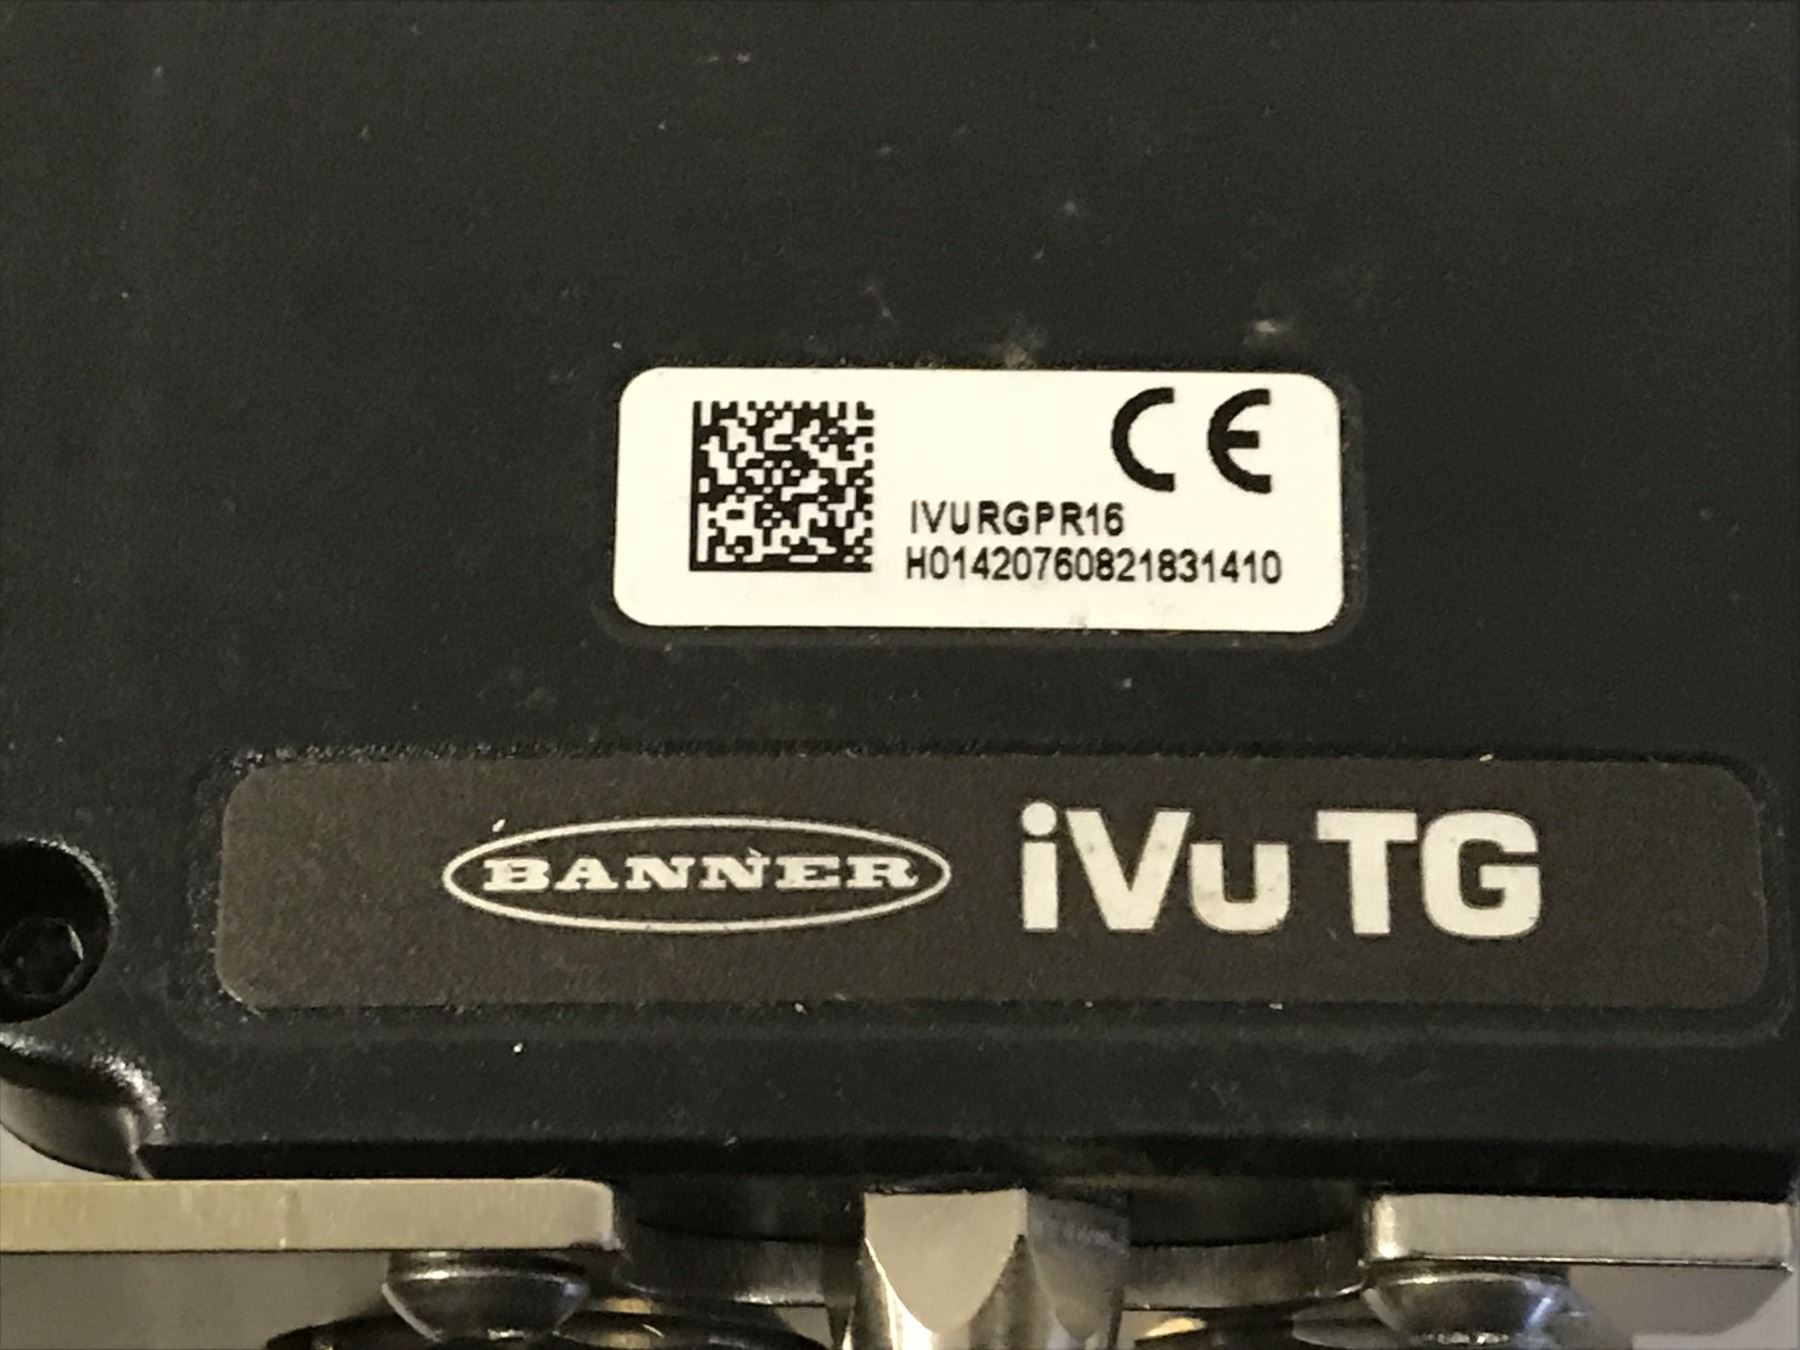 CE
IVURGPR16
H01420760821831410
BANNER iVu TG